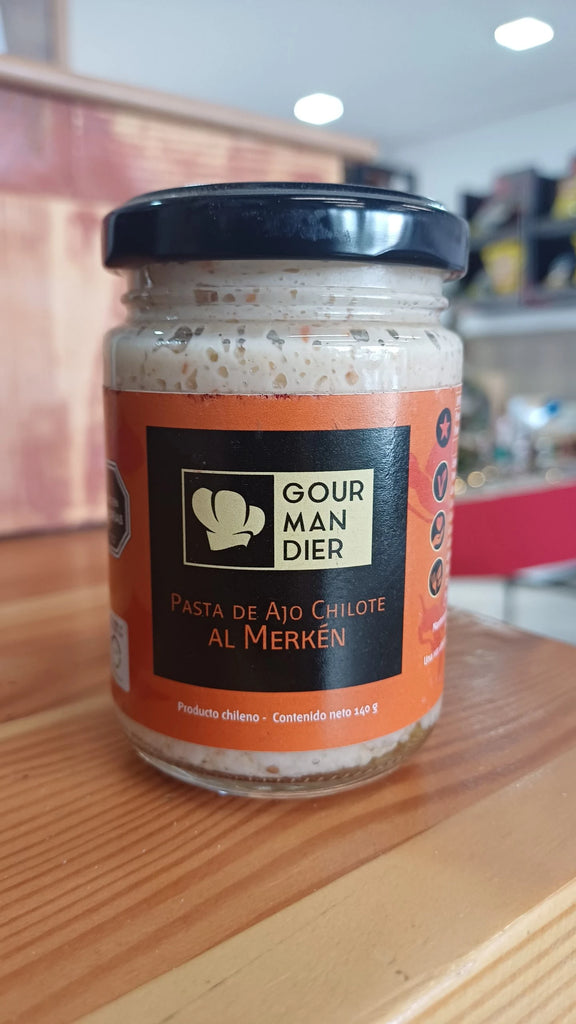 GOUR
MAN
DIER
Pasta de Ajo Chilote
al Merkén
Producto chileno - Contenido neto 140 g